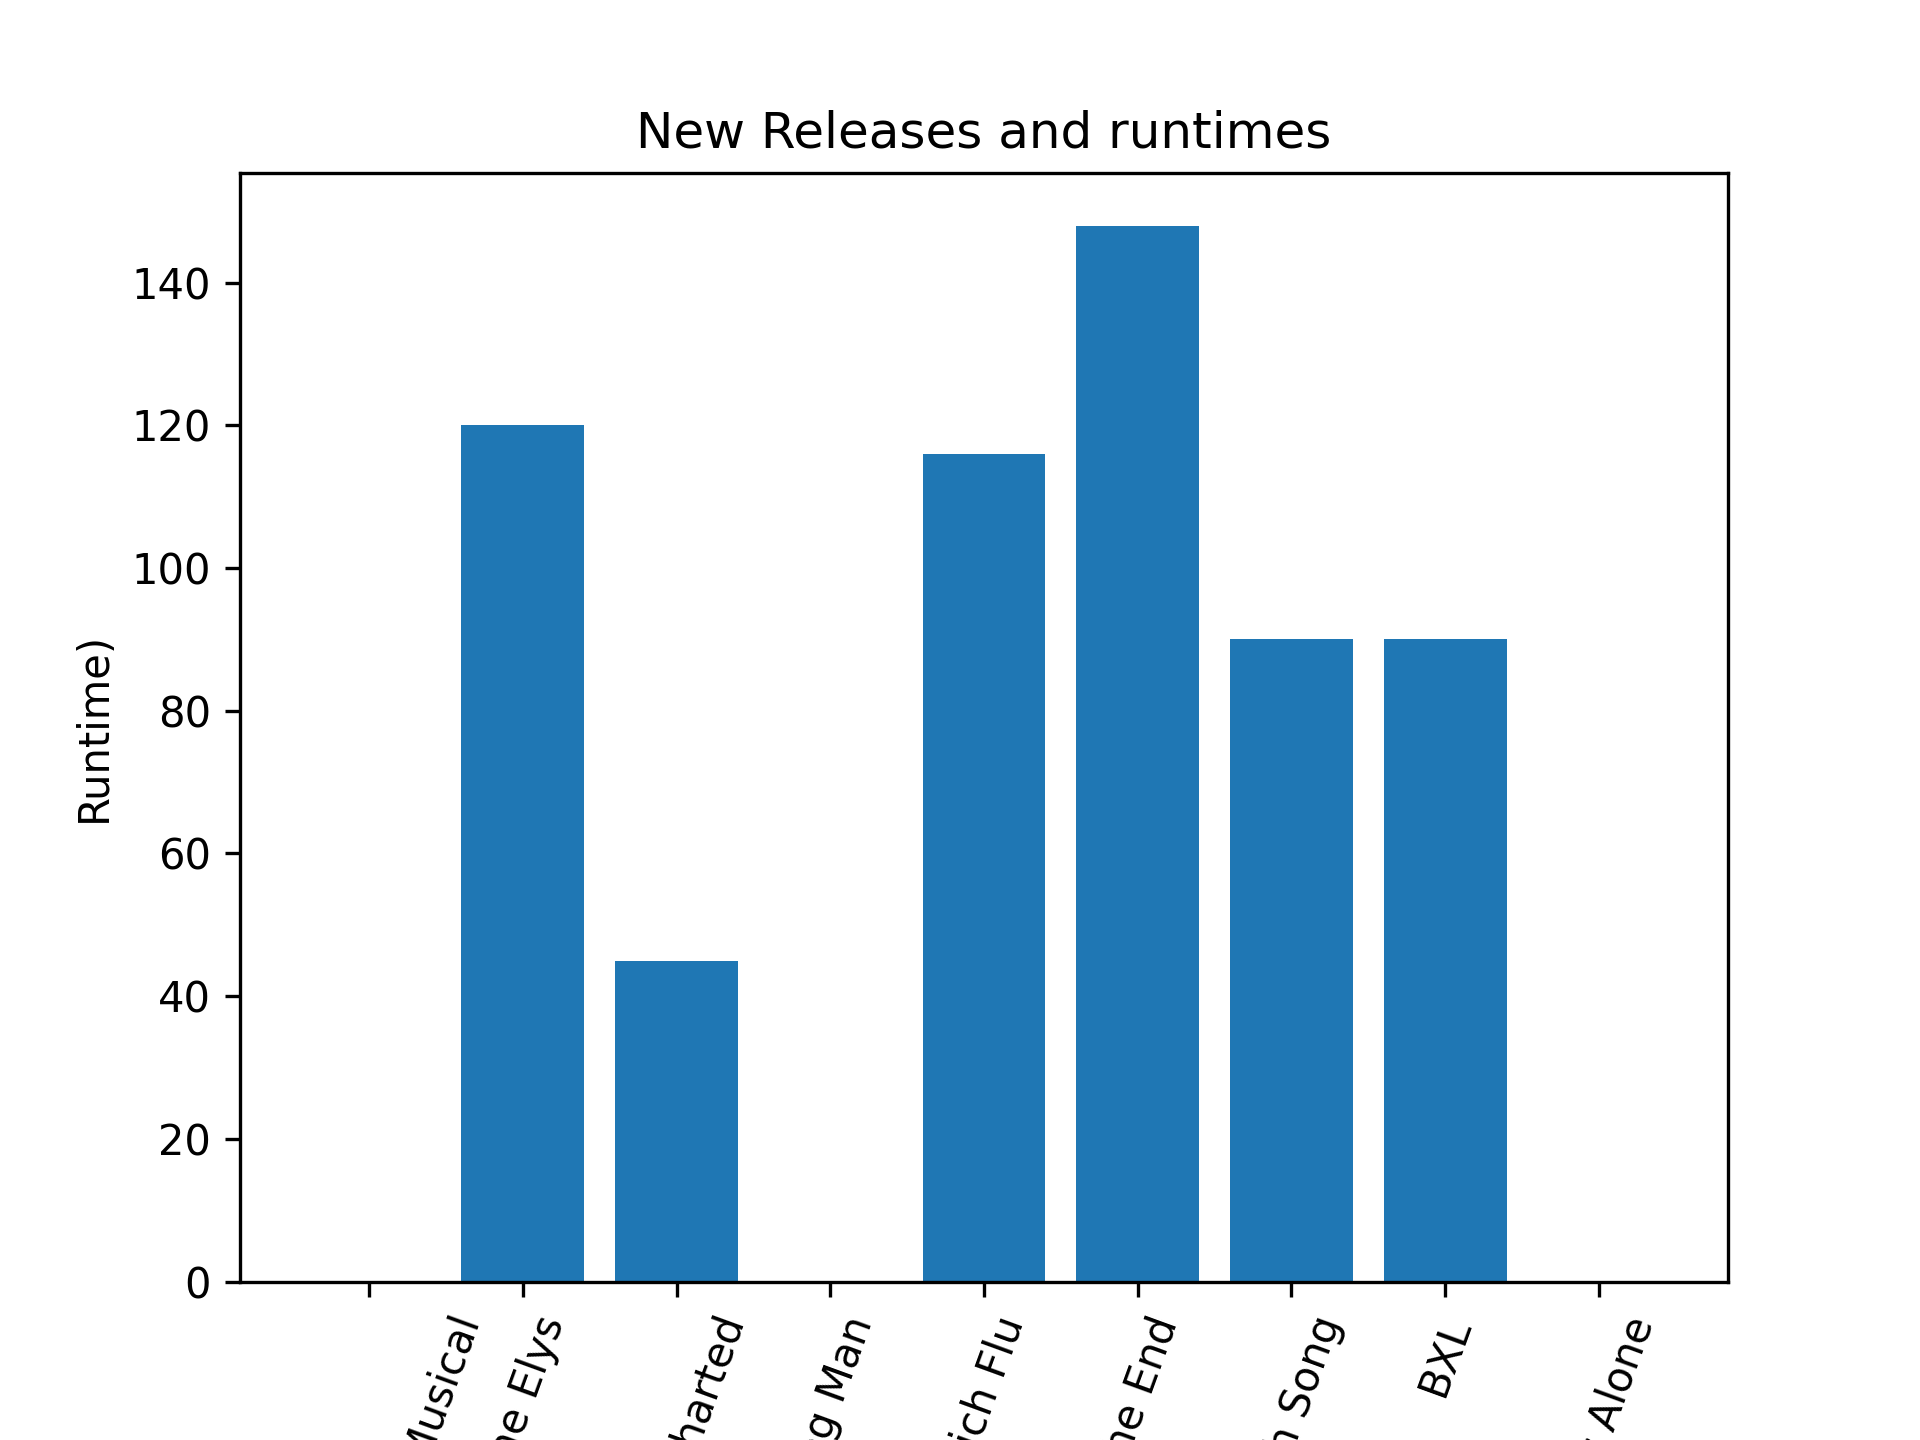 New Releases and runtimes
140
120
100
80
60
40
20
0
Runtime)
Musical
Elys
Man
Flu
End
Song
BXL
Alone